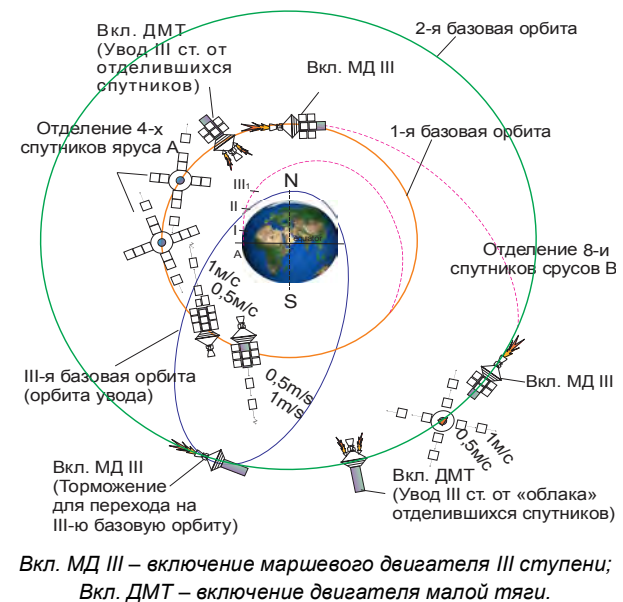 2-я базовая орбита
Вкл. ДМТ
(Увод III ст. от
отделившихся
спутников)
Вкл. МД III
Отделение 4-х
спутников яруса А
1-я базовая орбита
III₁
N
II
I
А
S
Отделение 8-и
спутников срусов В
1м/с
0,5м/с
III-я базовая орбита
(орбита увода)
0,5m/s
1m/s
Вкл. МД III
1м/с
0,5м/с
Вкл. МД III
(Торможение
для перехода на
III-ю базовую орбиту)
Вкл. ДМТ
(Увод III ст. от «облака»
отделившихся спутников)
Вкл. МД III – включение маршевого двигателя III ступени;
Вкл. ДМТ – включение двигателя малой тяги.